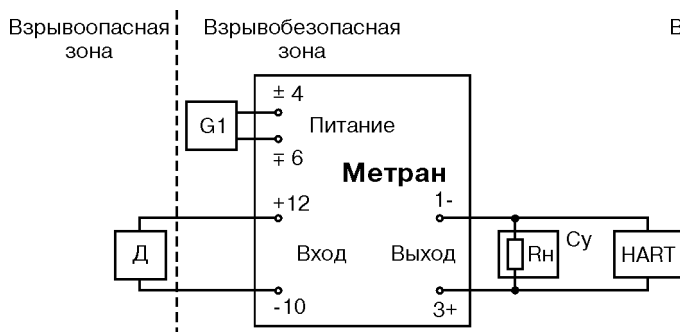 Взрывоопасная
зона
Взрывобезопасная
зона
В
± 4
G1
Питание
∓ 6
Метран
+12
1-
Д
Вход
Выход
Rн
Су
HART
-10
3+